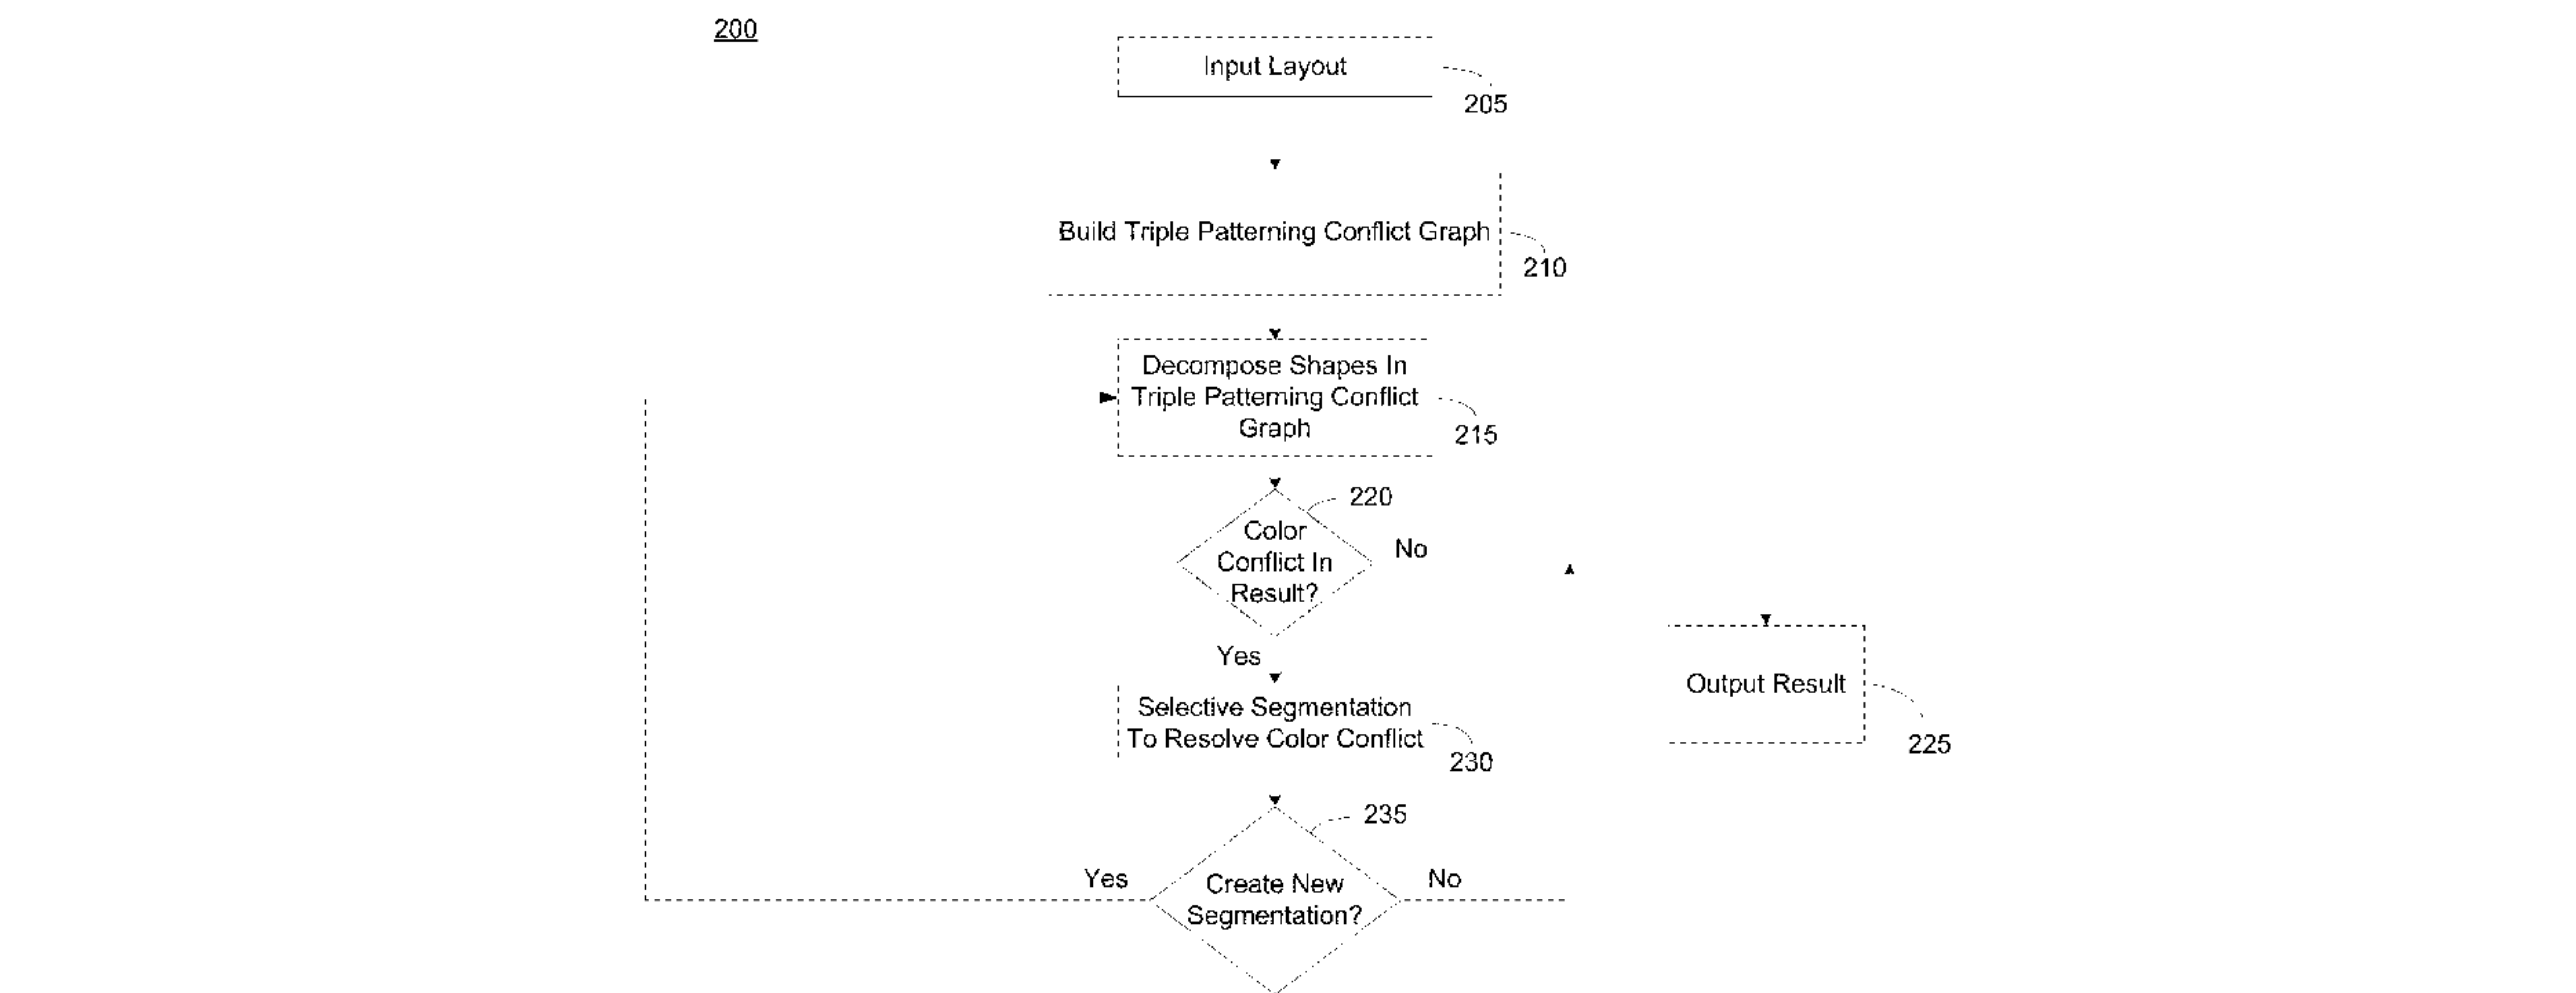 200
Input Layout
205
Build Triple Patterning Conflict Graph
210
Decompose Shapes In
Triple Patterning Conflict
Graph
215
220
Color
Conflict In
Result?
No
Yes
Selective Segmentation
To Resolve Color Conflict
230
Output Result
225
235
Yes
Create New
Segmentation?
No